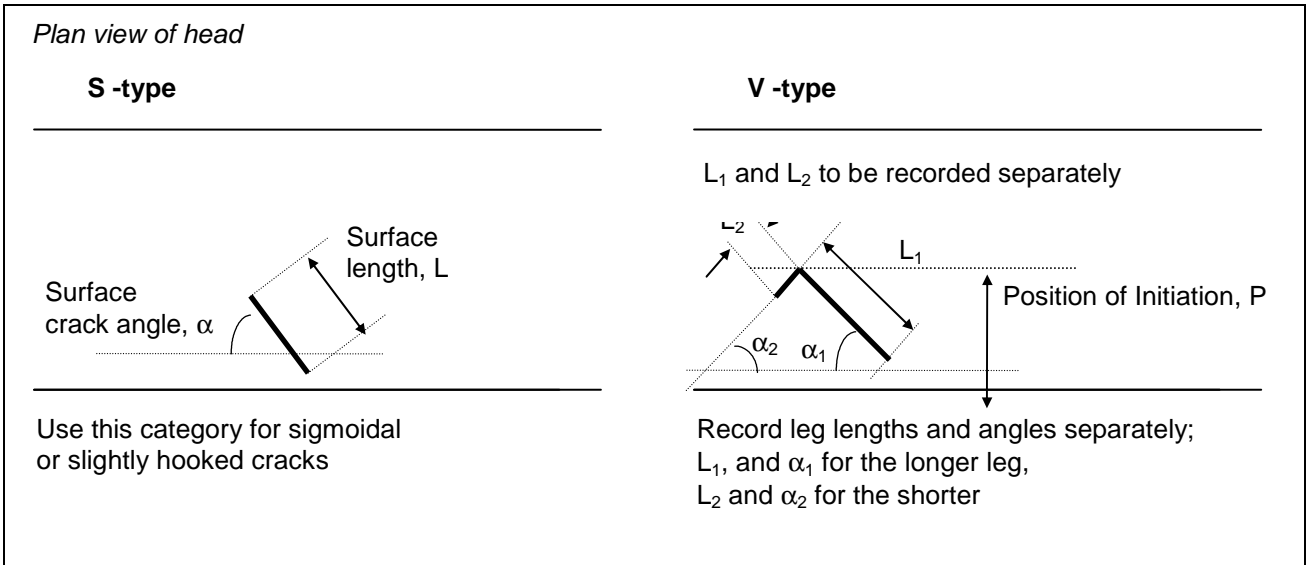 Plan view of head
S -type
Surface
length, L
Surface
crack angle, α
Use this category for sigmoidal
or slightly hooked cracks
V -type
L₁ and L₂ to be recorded separately
L₂
L₁
Position of Initiation, P
α₂
α₁
Record leg lengths and angles separately;
L₁, and α₁ for the longer leg,
L₂ and α₂ for the shorter